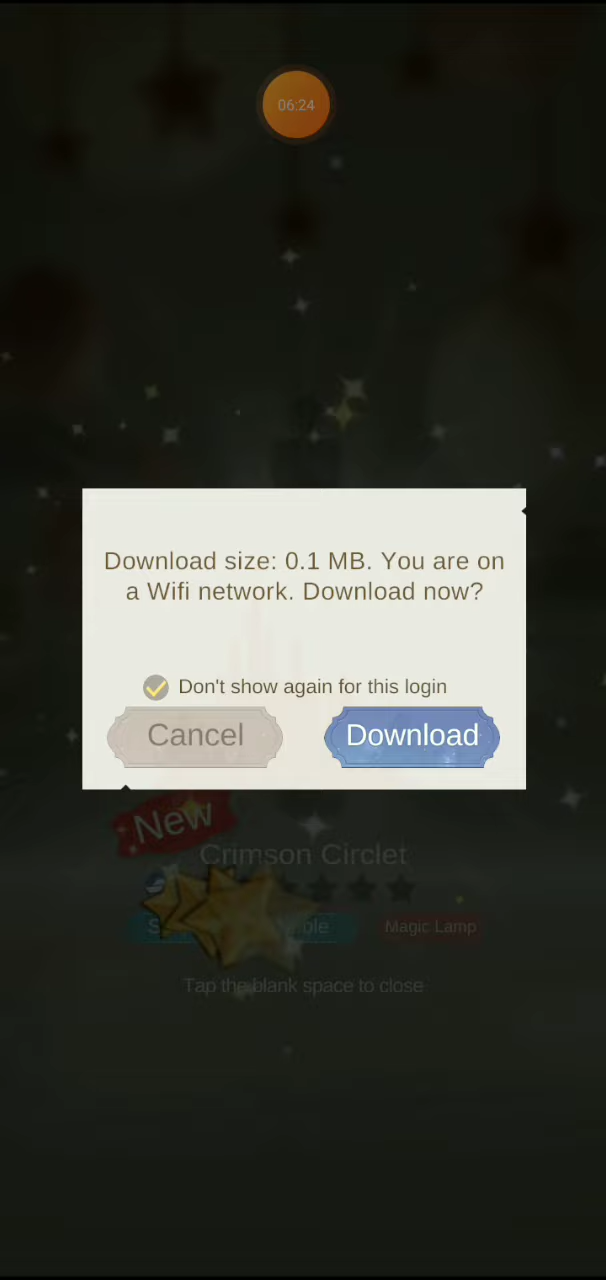 06:24
Download size: 0.1 MB. You are on
a Wifi network. Download now?
Don't show again for this login
Cancel
Download
New
Crimson Circlet
Magic Lamp
Tap the blank space to close